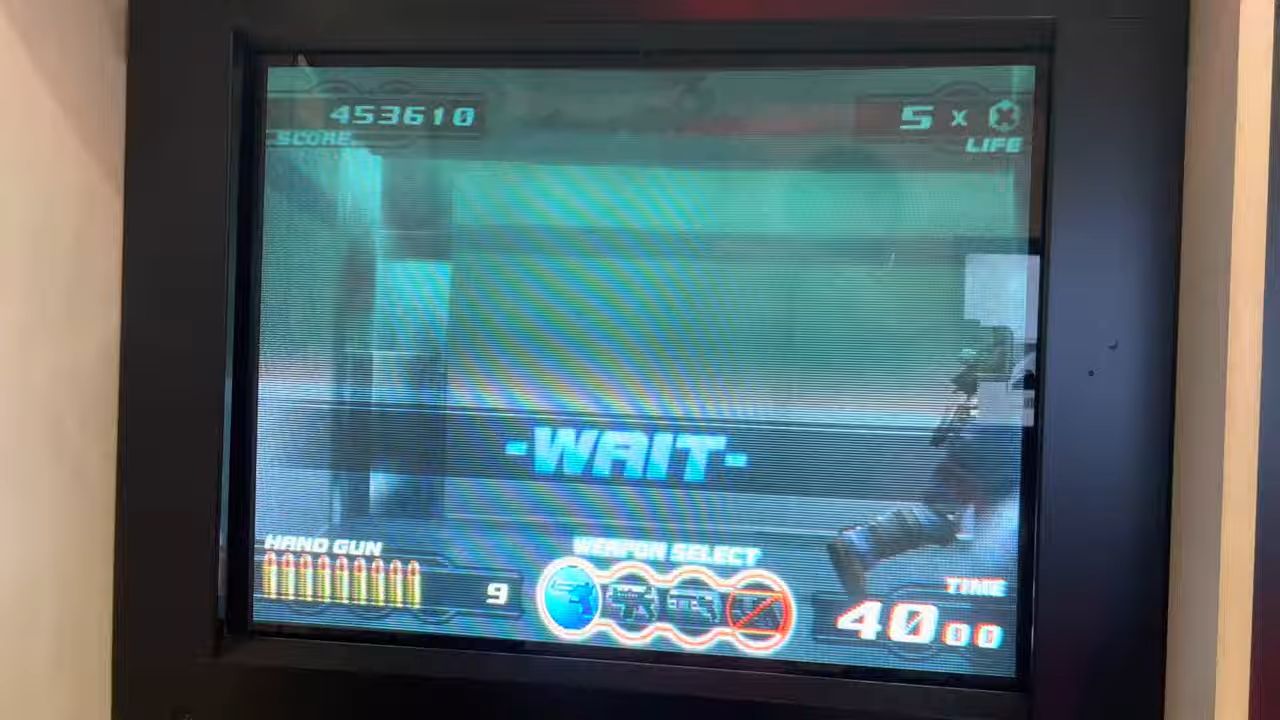 453610
SCORE
5 x
LIFE
-WAIT-
HAND GUN
9
WEAPON SELECT
TIME
40 00